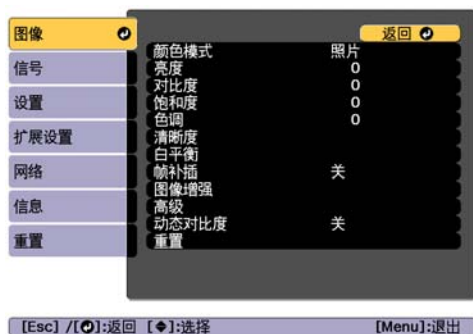 图像
信号
设置
扩展设置
网络
信息
重置
返回
颜色模式 照片
亮度 0
对比度 0
饱和度 0
色调 0
清晰度
白平衡
帧补插 关
图像增强
高级
动态对比度 关
重置
[Esc] /[]:返回 [◆]:选择 [Menu]:退出